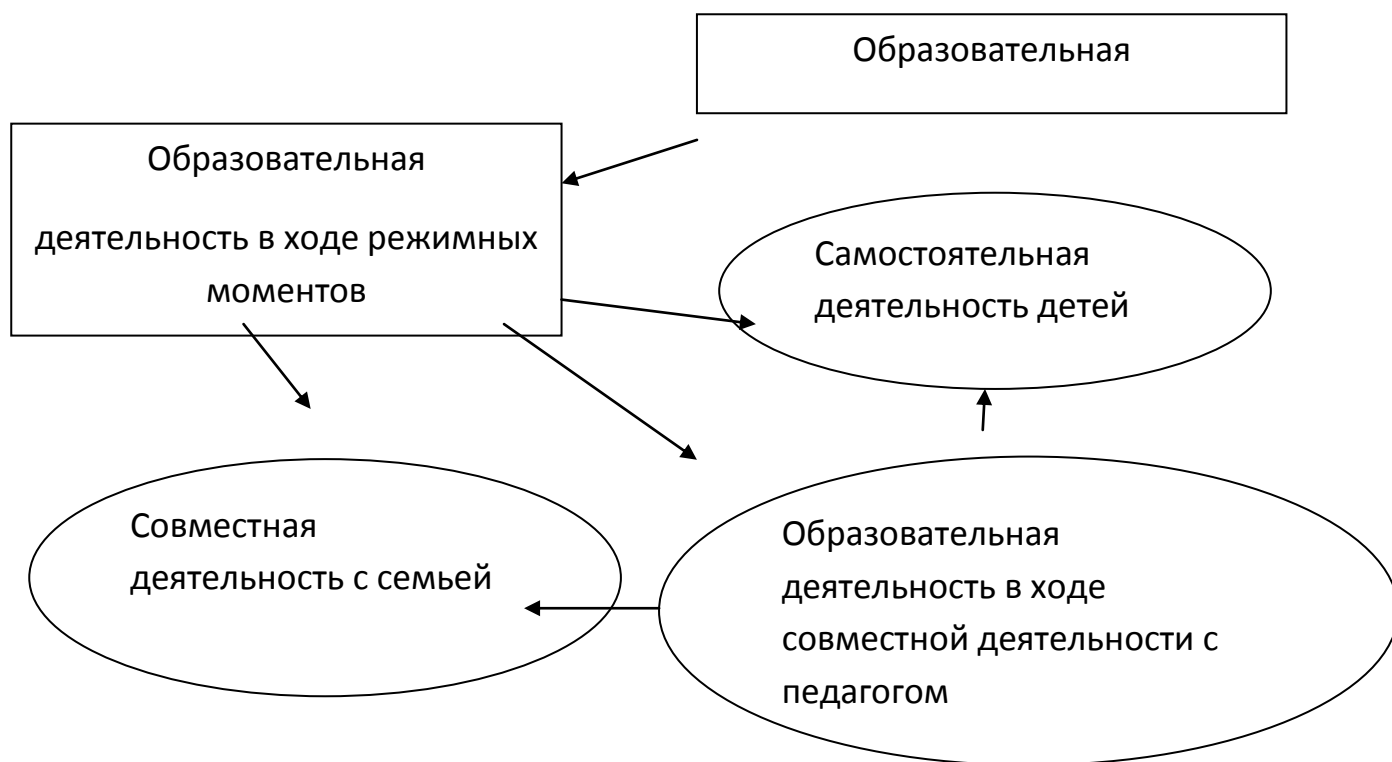 Образовательная
Образовательная
деятельность в ходе режимных
моментов
Самостоятельная
деятельность детей
Совместная
деятельность с семьей
Образовательная
деятельность в ходе
совместной деятельности с
педагогом